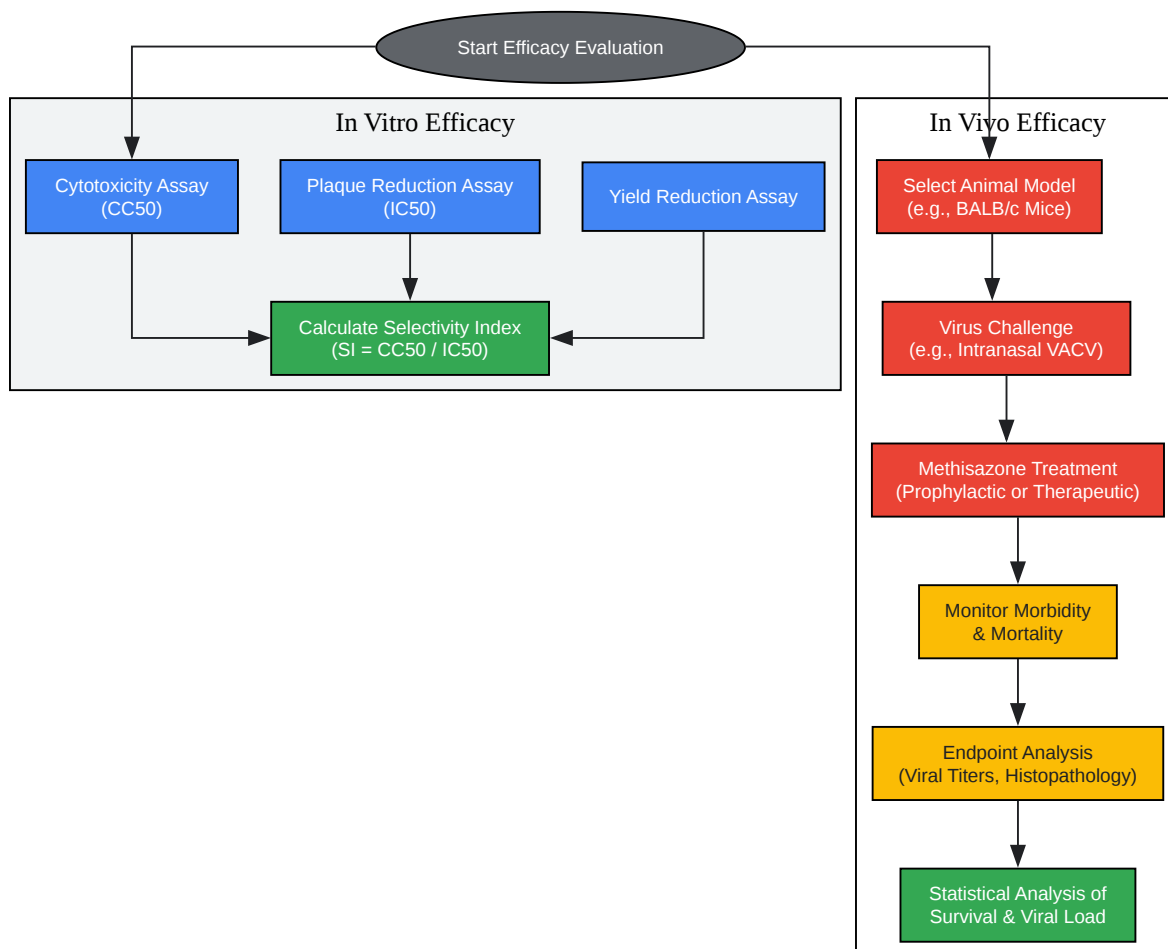 Start Efficacy Evaluation
In Vitro Efficacy
Cytotoxicity Assay
(CC50)
Plaque Reduction Assay
(IC50)
Yield Reduction Assay
Calculate Selectivity Index
(SI = CC50 / IC50)
In Vivo Efficacy
Select Animal Model
(e.g., BALB/c Mice)
Virus Challenge
(e.g., Intranasal VACV)
Methisazone Treatment
(Prophylactic or Therapeutic)
Monitor Morbidity
& Mortality
Endpoint Analysis
(Viral Titers, Histopathology)
Statistical Analysis of
Survival & Viral Load